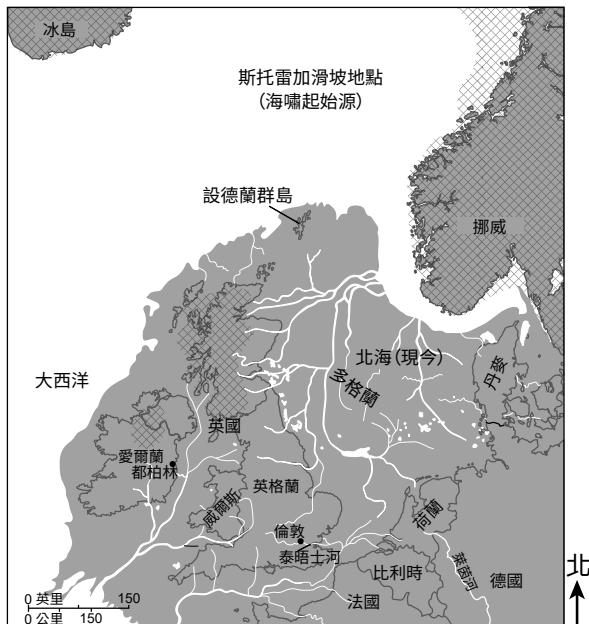 冰島
斯托雷加滑坡地點
(海嘯起始源)
設德蘭群島
挪威
北海(現今)
丹麥
多格蘭
大西洋
英國
愛爾蘭
都柏林
英格蘭
威爾斯
荷蘭
倫敦
泰晤士河
比利時
萊茵河
德國
法國
北
0 英里 150
0 公里 150